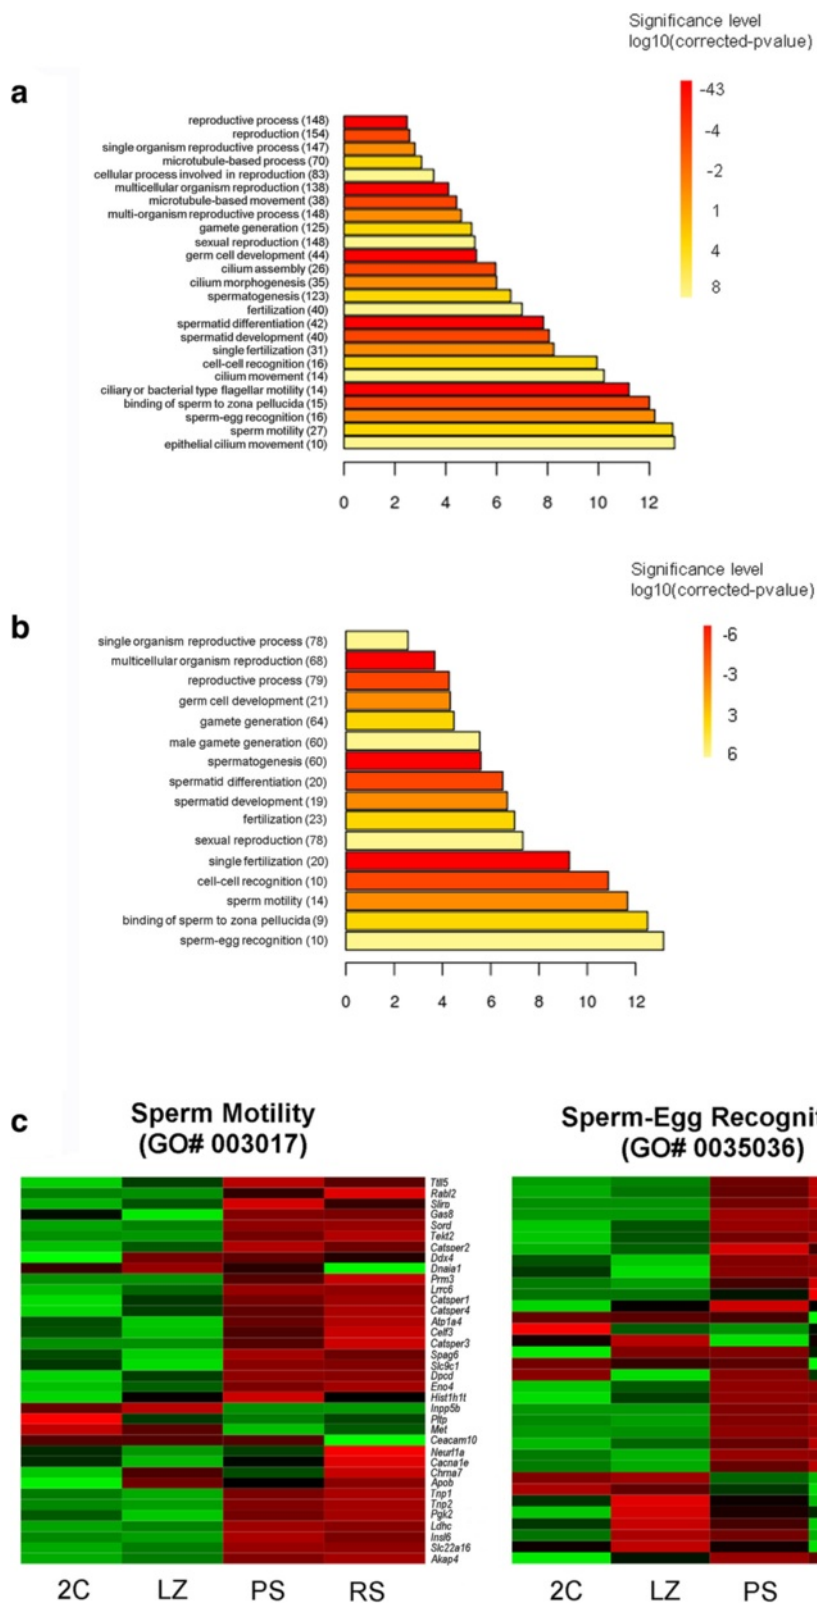 Significance level
log10(corrected-pvalue)
a
-43
-4
-2
1
4
8
reproductive process (148)
reproduction (154)
single organism reproductive process (147)
microtubule-based process (70)
cellular process involved in reproduction (83)
multicellular organism reproduction (138)
microtubule-based movement (38)
multi-organism reproductive process (148)
gamete generation (125)
sexual reproduction (148)
germ cell development (44)
cilium assembly (26)
cilium morphogenesis (35)
spermatogenesis (123)
fertilization (40)
spermatid differentiation (42)
spermatid development (40)
single fertilization (31)
cell-cell recognition (16)
cilium movement (14)
ciliary or bacterial type flagellar motility (14)
binding of sperm to zona pellucida (15)
sperm-egg recognition (16)
sperm motility (27)
epithelial cilium movement (10)
0 2 4 6 8 10 12
Significance level
log10(corrected-pvalue)
b
-6
-3
3
6
single organism reproductive process (78)
multicellular organism reproduction (68)
reproductive process (79)
germ cell development (21)
gamete generation (64)
male gamete generation (60)
spermatogenesis (60)
spermatid differentiation (20)
spermatid development (19)
fertilization (23)
sexual reproduction (78)
single fertilization (20)
cell-cell recognition (10)
sperm motility (14)
binding of sperm to zona pellucida (9)
sperm-egg recognition (10)
0 2 4 6 8 10 12
c
Sperm Motility
(GO# 003017)
Sperm-Egg Recognit
(GO# 0035036)
Ttll5
Rabl2
Slirp
Gas8
Sord
Tekt2
Catsper2
Ddx4
Dnaja1
Prm3
Lrrc6
Catsper1
Catsper4
Atp1a4
Celf3
Catsper3
Spag6
Slc9c1
Dpcd
Eno4
Hist1h1t
Inpp5b
Pltp
Met
Ceacam10
Neurl1a
Cacna1e
Chrna7
Apob
Tnp1
Tnp2
Pgk2
Ldhc
Insl6
Slc22a16
Akap4
2C LZ PS RS
2C LZ PS